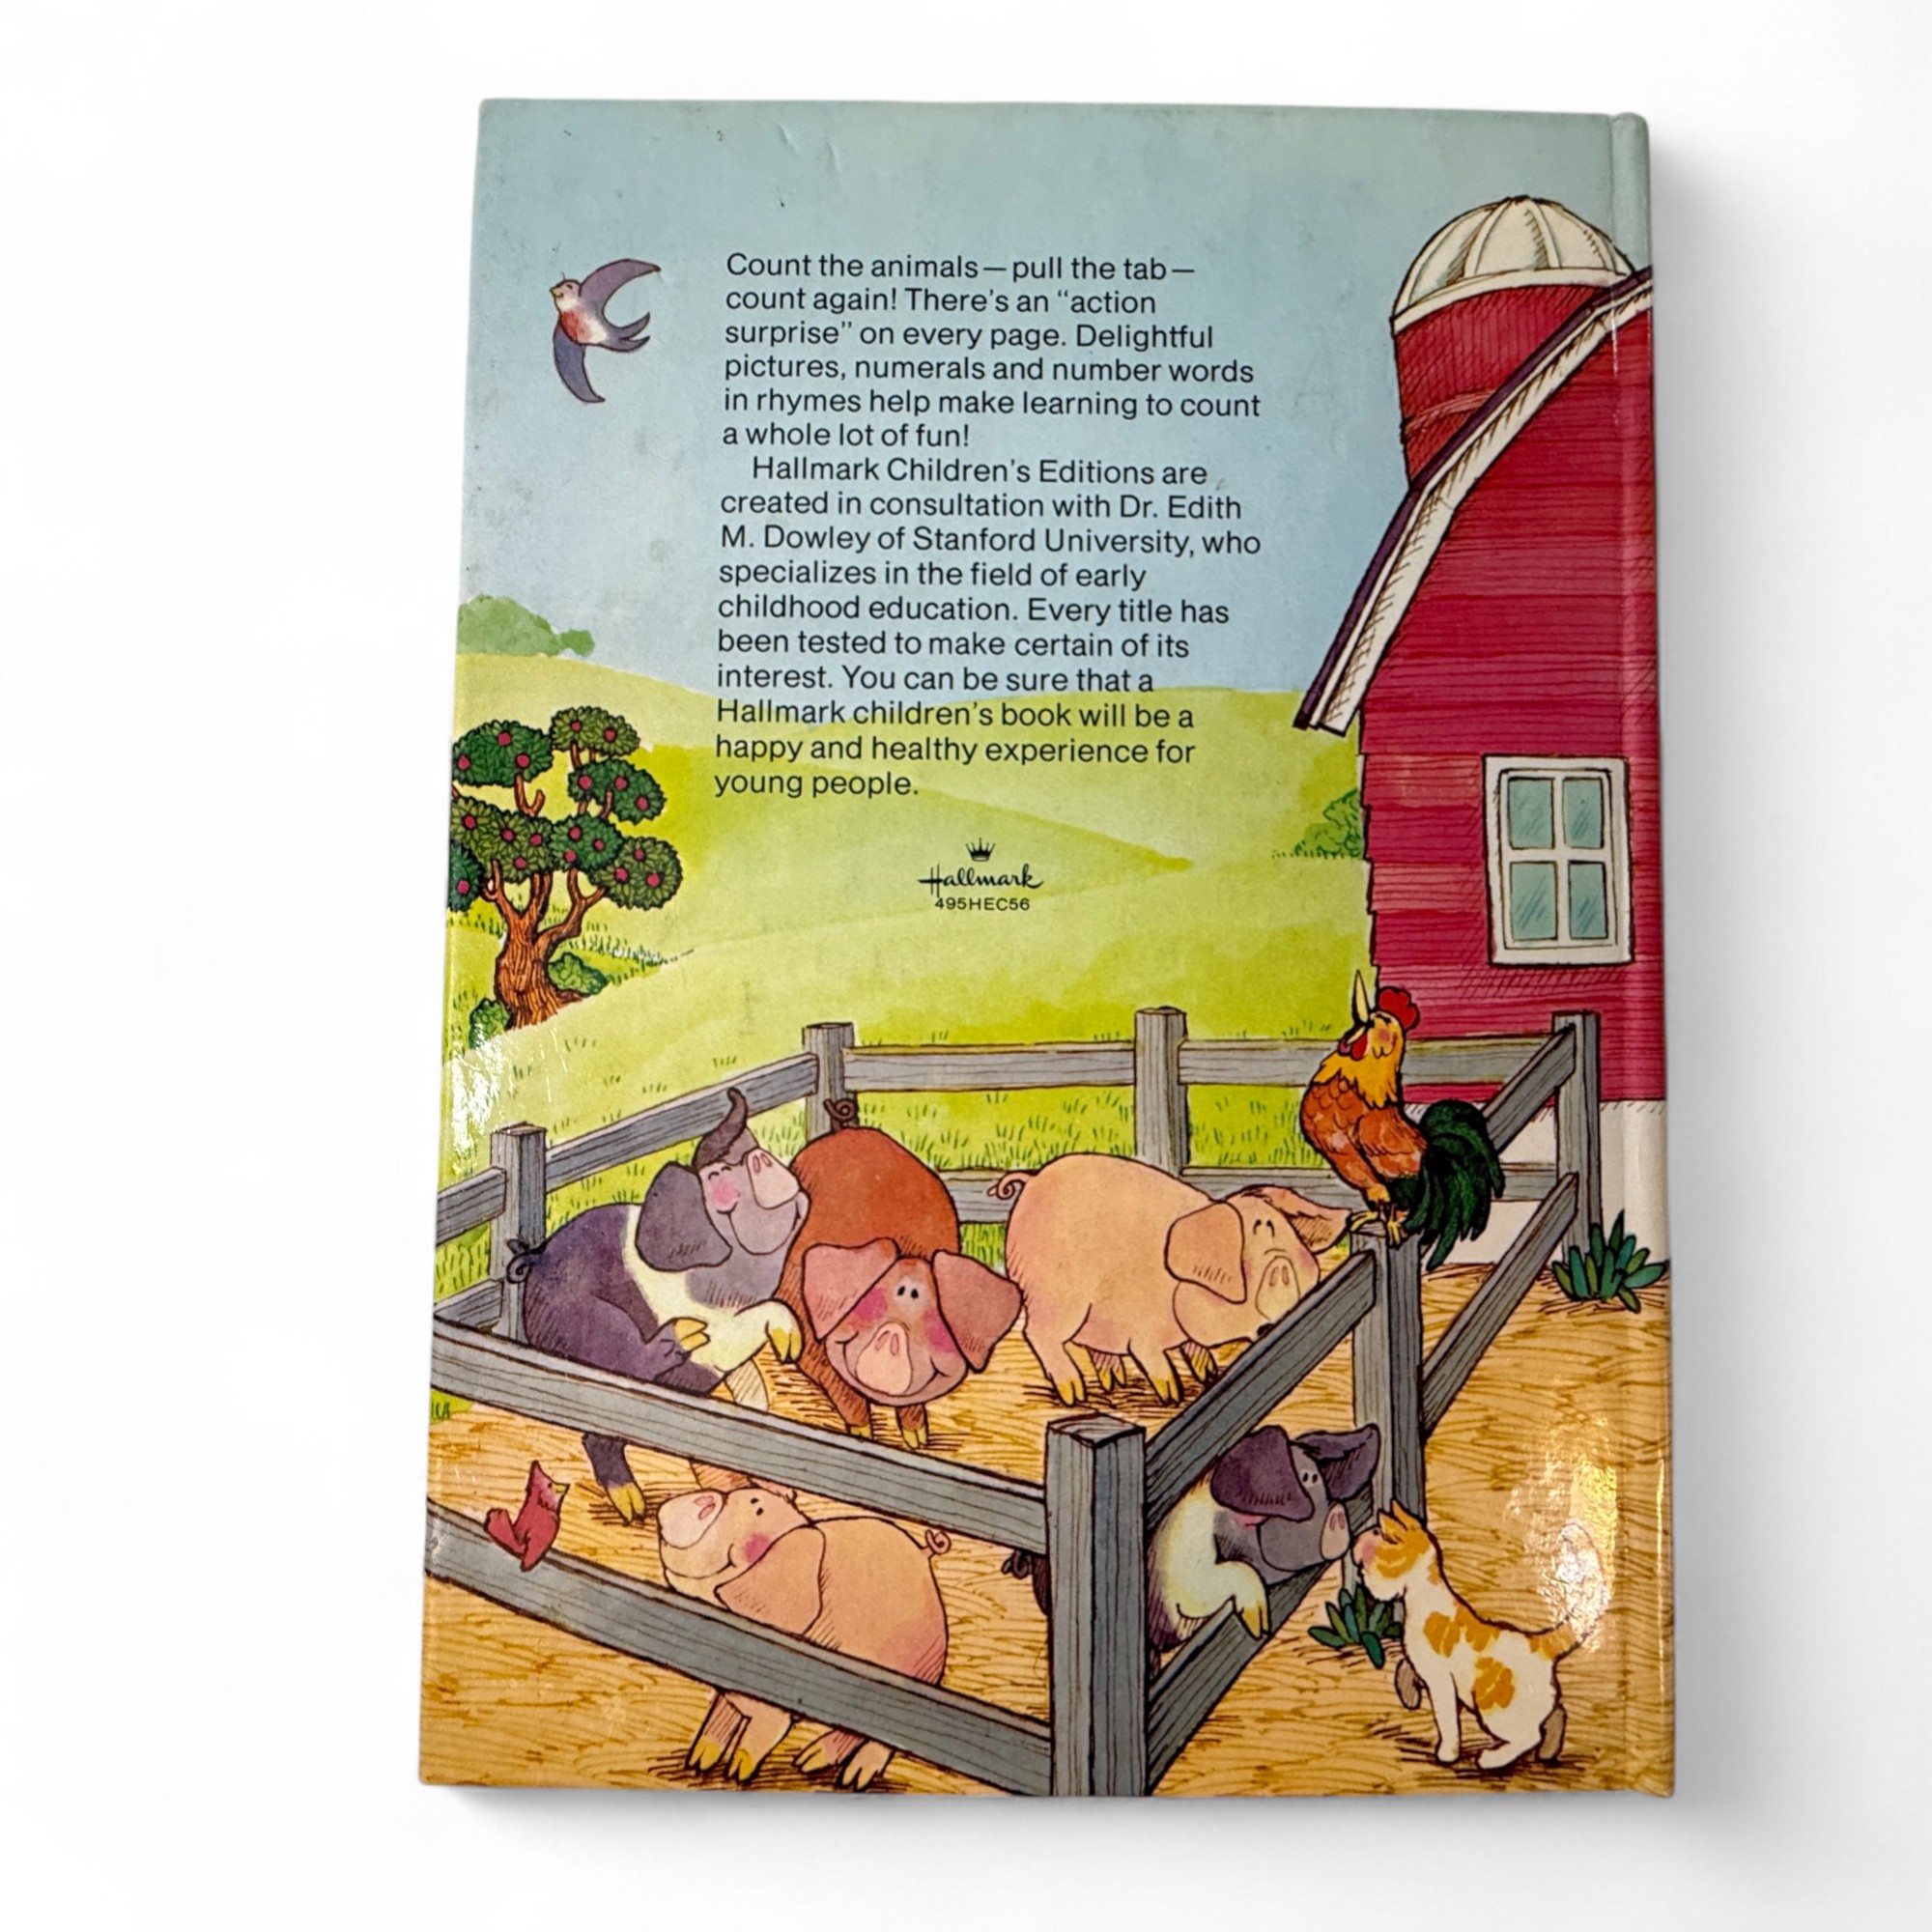 Count the animals—pull the tab—
count again! There's an "action
surprise" on every page. Delightful
pictures, numerals and number words
in rhymes help make learning to count
a whole lot of fun!
Hallmark Children's Editions are
created in consultation with Dr. Edith
M. Dowley of Stanford University, who
specializes in the field of early
childhood education. Every title has
been tested to make certain of its
interest. You can be sure that a
Hallmark children's book will be a
happy and healthy experience for
young people.
Hallmark
495HEC56